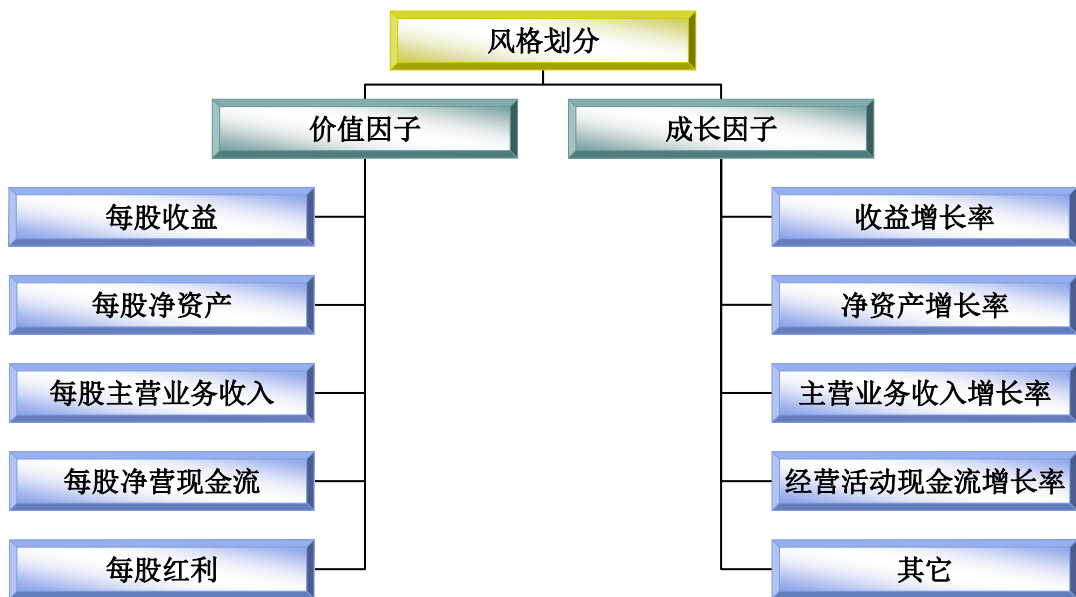 风格划分
价值因子
成长因子
每股收益
收益增长率
每股净资产
净资产增长率
每股主营业务收入
主营业务收入增长率
每股净营现金流
经营活动现金流增长率
每股红利
其它